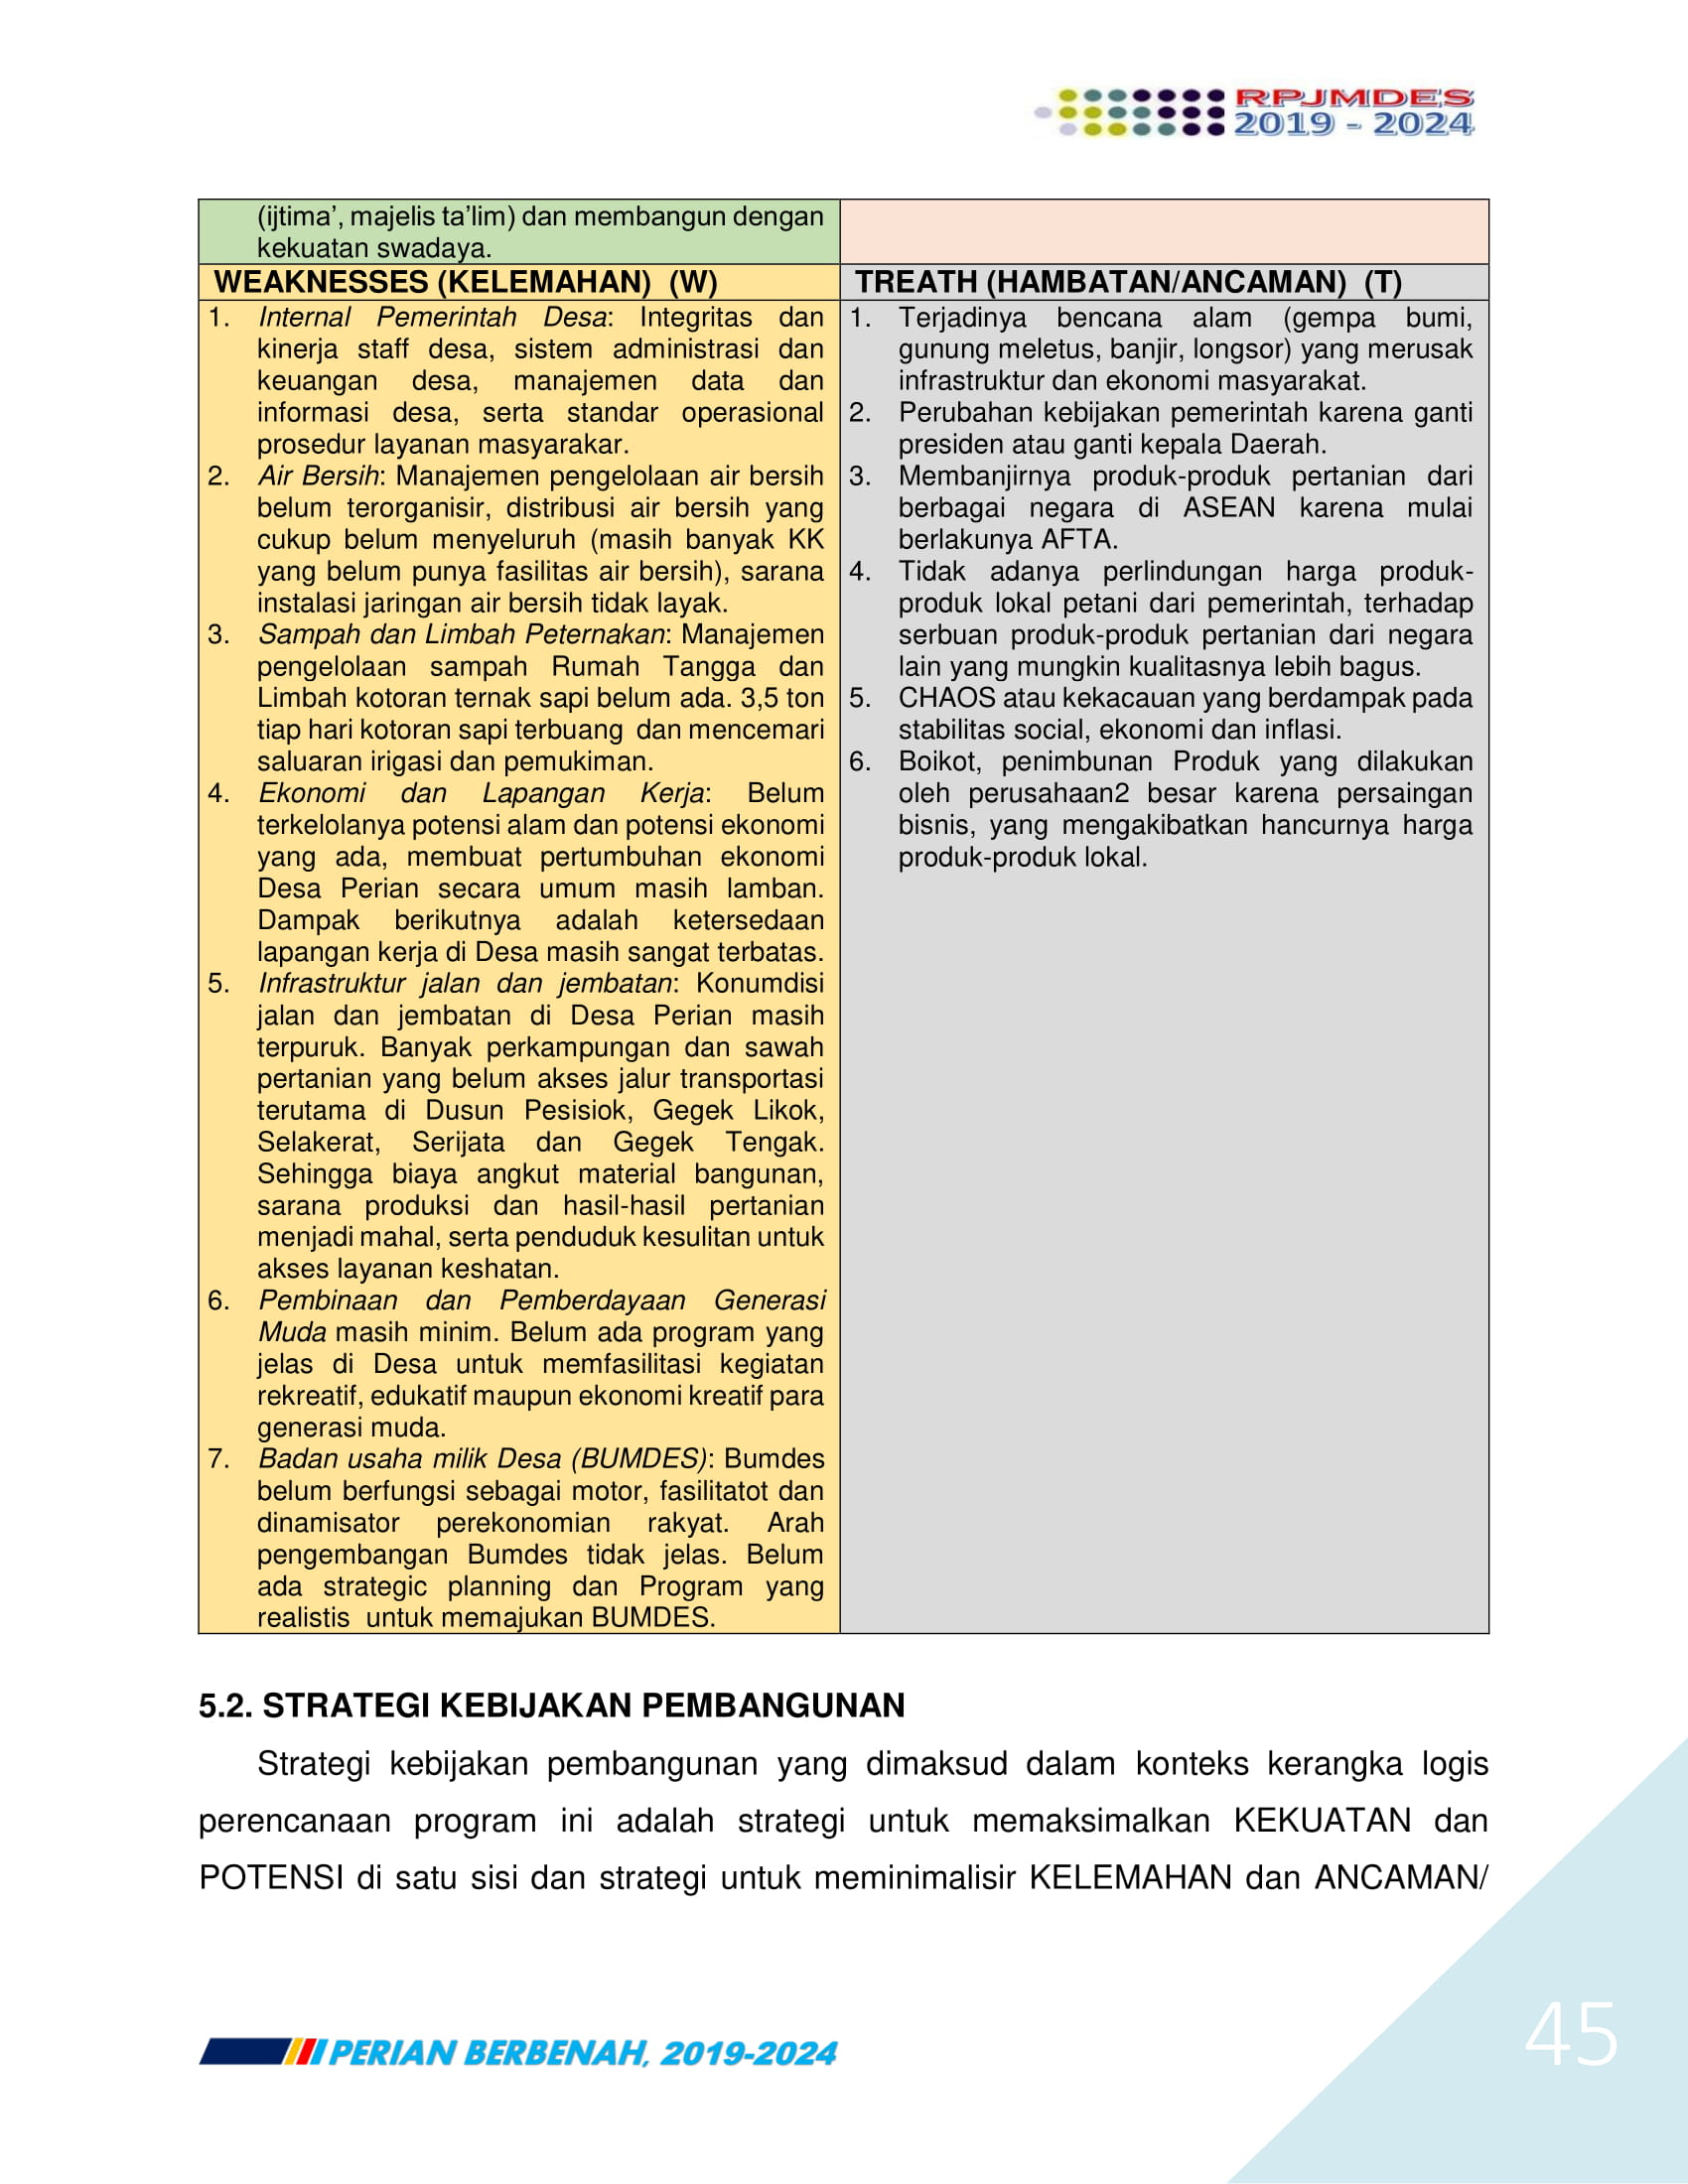 RPJMDES
2019 - 2024
(ijtima’, majelis ta’lim) dan membangun dengan
kekuatan swadaya.
WEAKNESSES (KELEMAHAN) (W)
1. Internal Pemerintah Desa: Integritas dan
kinerja staff desa, sistem administrasi dan
keuangan desa, manajemen data dan
informasi desa, serta standar operasional
prosedur layanan masyarakar.
2. Air Bersih: Manajemen pengelolaan air bersih
belum terorganisir, distribusi air bersih yang
cukup belum menyeluruh (masih banyak KK
yang belum punya fasilitas air bersih), sarana
instalasi jaringan air bersih tidak layak.
3. Sampah dan Limbah Peternakan: Manajemen
pengelolaan sampah Rumah Tangga dan
Limbah kotoran ternak sapi belum ada. 3,5 ton
tiap hari kotoran sapi terbuang dan mencemari
saluaran irigasi dan pemukiman.
4. Ekonomi dan Lapangan Kerja: Belum
terkelolanya potensi alam dan potensi ekonomi
yang ada, membuat pertumbuhan ekonomi
Desa Perian secara umum masih lamban.
Dampak berikutnya adalah ketersedaan
lapangan kerja di Desa masih sangat terbatas.
5. Infrastruktur jalan dan jembatan: Konumdisi
jalan dan jembatan di Desa Perian masih
terpuruk. Banyak perkampungan dan sawah
pertanian yang belum akses jalur transportasi
terutama di Dusun Pesisiok, Gegek Likok,
Selakerat, Serijata dan Gegek Tengak.
Sehingga biaya angkut material bangunan,
sarana produksi dan hasil-hasil pertanian
menjadi mahal, serta penduduk kesulitan untuk
akses layanan keshatan.
6. Pembinaan dan Pemberdayaan Generasi
Muda masih minim. Belum ada program yang
jelas di Desa untuk memfasilitasi kegiatan
rekreatif, edukatif maupun ekonomi kreatif para
generasi muda.
7. Badan usaha milik Desa (BUMDES): Bumdes
belum berfungsi sebagai motor, fasilitatot dan
dinamisator perekonomian rakyat. Arah
pengembangan Bumdes tidak jelas. Belum
ada strategic planning dan Program yang
realistis untuk memajukan BUMDES.
TREATH (HAMBATAN/ANCAMAN) (T)
1. Terjadinya bencana alam (gempa bumi,
gunung meletus, banjir, longsor) yang merusak
infrastruktur dan ekonomi masyarakat.
2. Perubahan kebijakan pemerintah karena ganti
presiden atau ganti kepala Daerah.
3. Membanjirnya produk-produk pertanian dari
berbagai negara di ASEAN karena mulai
berlakunya AFTA.
4. Tidak adanya perlindungan harga produk-
produk lokal petani dari pemerintah, terhadap
serbuan produk-produk pertanian dari negara
lain yang mungkin kualitasnya lebih bagus.
5. CHAOS atau kekacauan yang berdampak pada
stabilitas social, ekonomi dan inflasi.
6. Boikot, penimbunan Produk yang dilakukan
oleh perusahaan2 besar karena persaingan
bisnis, yang mengakibatkan hancurnya harga
produk-produk lokal.
5.2. STRATEGI KEBIJAKAN PEMBANGUNAN
Strategi kebijakan pembangunan yang dimaksud dalam konteks kerangka logis
perencanaan program ini adalah strategi untuk memaksimalkan KEKUATAN dan
POTENSI di satu sisi dan strategi untuk meminimalisir KELEMAHAN dan ANCAMAN/
PERIAN BERBENAH, 2019-2024
45